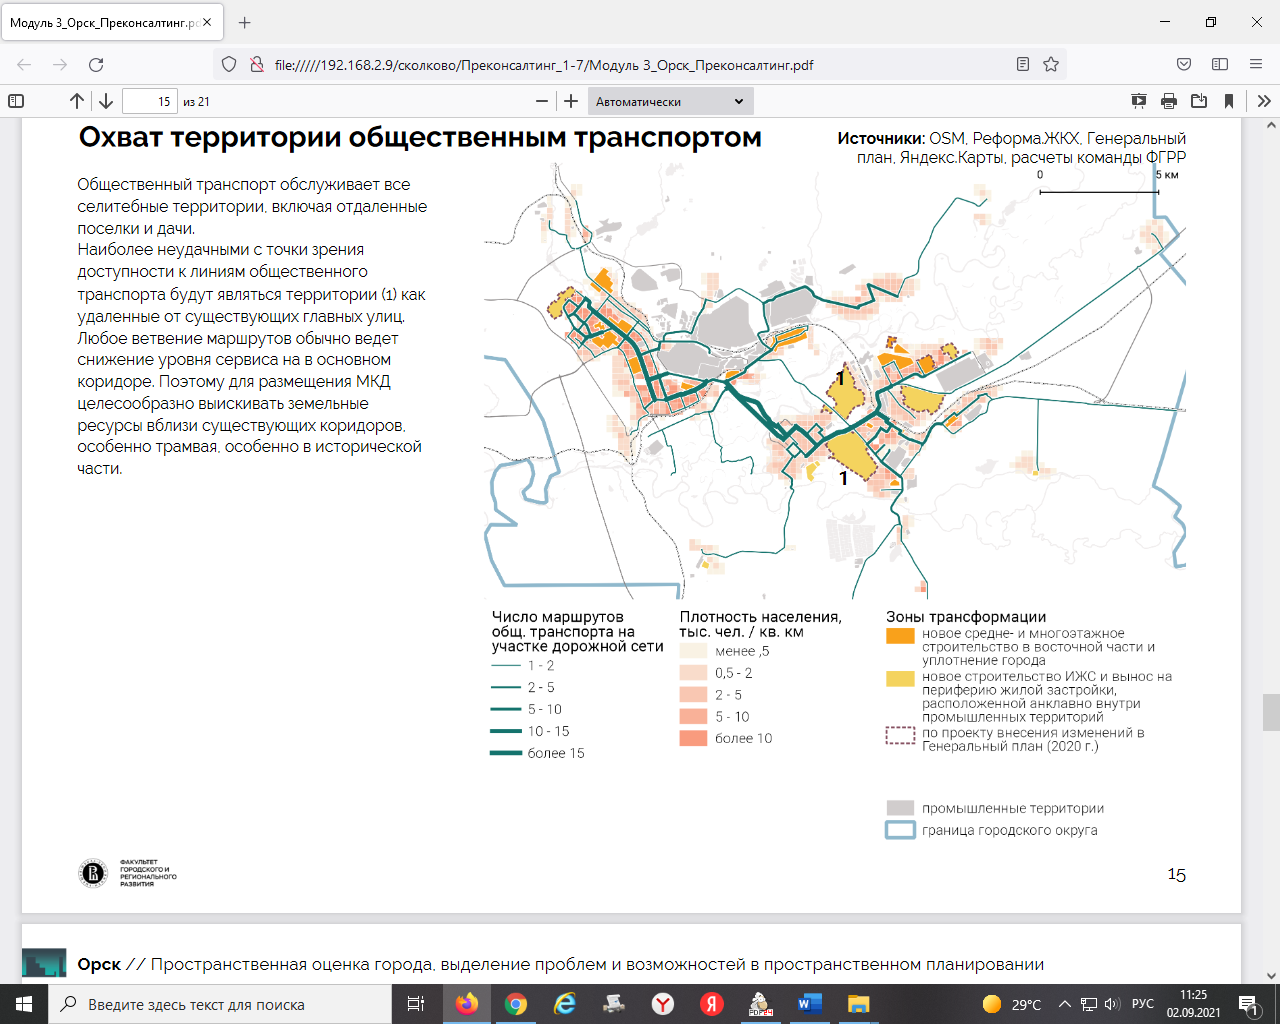 Модуль 3_Орск_Преконсалтинг.pd
file://///192.168.2.9/сколково/Преконсалтинг_1-7/Модуль 3_Орск_Преконсалтинг.pdf
15 из 21
Автоматически
Охват территории общественным транспортом
Источники: OSM, Реформа.ЖКХ, Генеральный
план, Яндекс.Карты, расчеты команды ФГРР
0 5 км
Общественный транспорт обслуживает все
селитебные территории, включая отдаленные
поселки и дачи.
Наиболее неудачными с точки зрения
доступности к линиям общественного
транспорта будут являться территории (1) как
удаленные от существующих главных улиц.
Любое ветвение маршрутов обычно ведет
снижение уровня сервиса на в основном
коридоре. Поэтому для размещения МКД
целесообразно выискивать земельные
ресурсы вблизи существующих коридоров,
особенно трамвая, особенно в исторической
части.
1
1
Число маршрутов
общ. транспорта на
участке дорожной сети
1 - 2
2 - 5
5 - 10
10 - 15
более 15
Плотность населения,
тыс. чел. / кв. км
менее ,5
0,5 - 2
2 - 5
5 - 10
более 10
Зоны трансформации
новое средне- и многоэтажное
строительство в восточной части и
уплотнение города
новое строительство ИЖС и вынос на
периферию жилой застройки,
расположенной анклавно внутри
промышленных территорий
по проекту внесения изменений в
Генеральный план (2020 г.)
промышленные территории
граница городского округа
ФАКУЛЬТЕТ
ГОРОДСКОГО И
РЕГИОНАЛЬНОГО
РАЗВИТИЯ
15
Орск // Пространственная оценка города, выделение проблем и возможностей в пространственном планировании
Введите здесь текст для поиска
29°C
РУС
11:25
02.09.2021
1